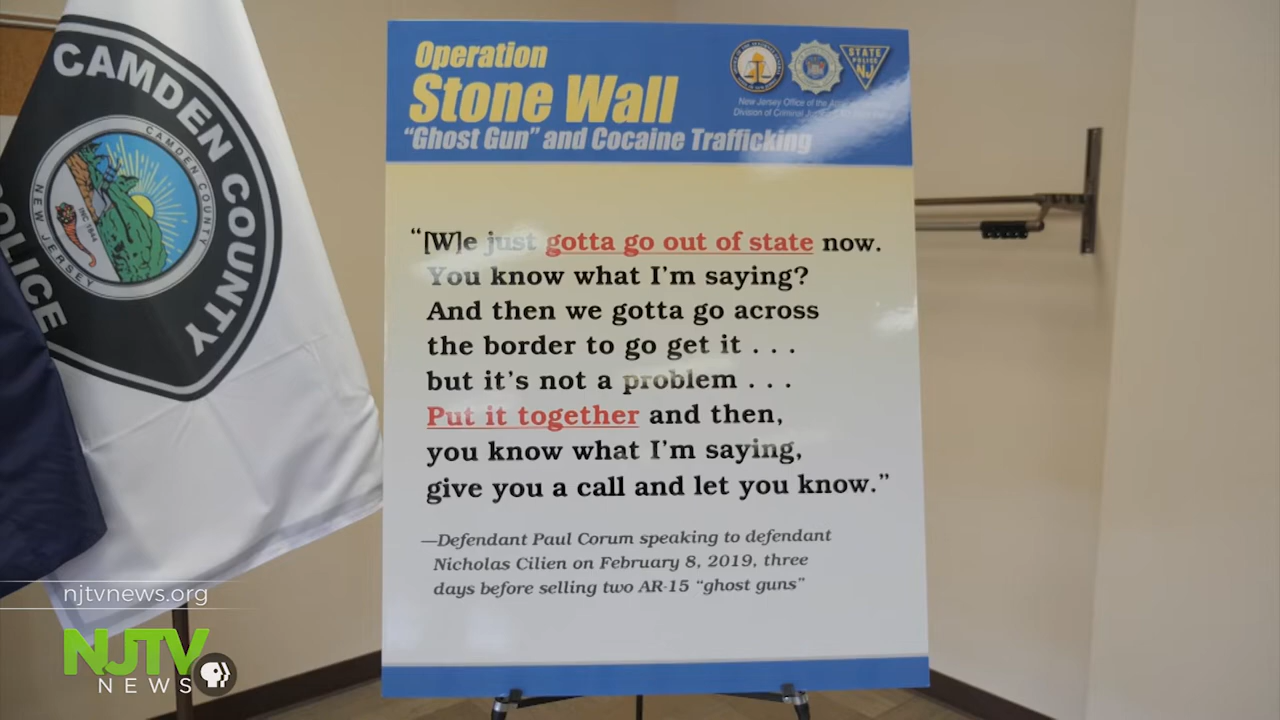 CAMDEN COUNTY
POLICE
CAMDEN COUNTY
NEW JERSEY
INC 1844
Operation
Stone Wall
"Ghost Gun" and Cocaine Trafficking
STATE
POLICE
NJ
New Jersey Office of the
Division of Criminal
"[W]e just gotta go out of state now.
You know what I'm saying?
And then we gotta go across
the border to go get it . . .
but it's not a problem . . .
Put it together and then,
you know what I'm saying,
give you a call and let you know."
—Defendant Paul Corum speaking to defendant
Nicholas Cilien on February 8, 2019, three
days before selling two AR-15 "ghost guns"
njtvnews.org
NJTV
NEWS
PBS